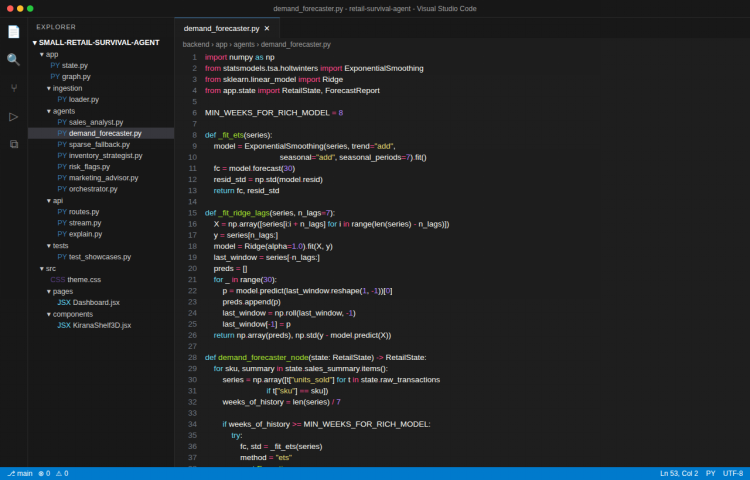 demand_forecaster.py - retail-survival-agent - Visual Studio Code
EXPLORER
▾ SMALL-RETAIL-SURVIVAL-AGENT
▾ app
PY state.py
PY graph.py
▾ ingestion
PY loader.py
▾ agents
PY sales_analyst.py
PY demand_forecaster.py
PY sparse_fallback.py
PY inventory_strategist.py
PY risk_flags.py
PY marketing_advisor.py
PY orchestrator.py
▾ api
PY routes.py
PY stream.py
PY explain.py
▾ tests
PY test_showcases.py
▾ src
CSS theme.css
▾ pages
JSX Dashboard.jsx
▾ components
JSX KiranaShelf3D.jsx
demand_forecaster.py ✕
backend › app › agents › demand_forecaster.py
1 import numpy as np
2 from statsmodels.tsa.holtwinters import ExponentialSmoothing
3 from sklearn.linear_model import Ridge
4 from app.state import RetailState, ForecastReport
5
6 MIN_WEEKS_FOR_RICH_MODEL = 8
7
8 def _fit_ets(series):
9 model = ExponentialSmoothing(series, trend="add",
10 seasonal="add", seasonal_periods=7).fit()
11 fc = model.forecast(30)
12 resid_std = np.std(model.resid)
13 return fc, resid_std
14
15 def _fit_ridge_lags(series, n_lags=7):
16 X = np.array([series[i:i + n_lags] for i in range(len(series) - n_lags)])
17 y = series[n_lags:]
18 model = Ridge(alpha=1.0).fit(X, y)
19 last_window = series[-n_lags:]
20 preds = []
21 for _ in range(30):
22 p = model.predict(last_window.reshape(1, -1))[0]
23 preds.append(p)
24 last_window = np.roll(last_window, -1)
25 last_window[-1] = p
26 return np.array(preds), np.std(y - model.predict(X))
27
28 def demand_forecaster_node(state: RetailState) -> RetailState:
29 for sku, summary in state.sales_summary.items():
30 series = np.array([t["units_sold"] for t in state.raw_transactions
31 if t["sku"] == sku])
32 weeks_of_history = len(series) / 7
33
34 if weeks_of_history >= MIN_WEEKS_FOR_RICH_MODEL:
35 try:
36 fc, std = _fit_ets(series)
37 method = "ets"
⎇ main ⊗ 0 ⚠ 0
Ln 53, Col 2 PY UTF-8